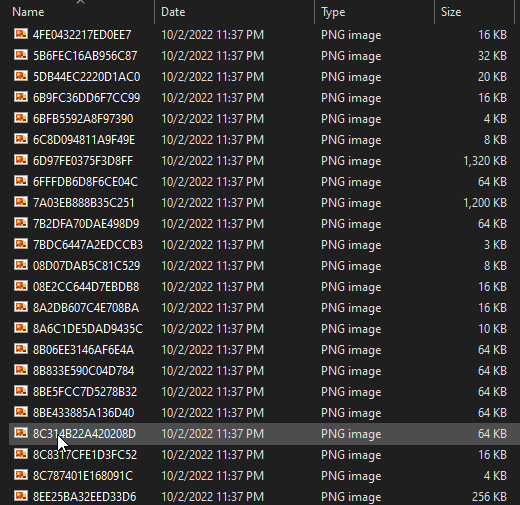 Name Date Type Size
4FE0432217ED0EE7 10/2/2022 11:37 PM PNG image 16 KB
5B6FEC16AB956C87 10/2/2022 11:37 PM PNG image 32 KB
5DB44EC2220D1AC0 10/2/2022 11:37 PM PNG image 20 KB
6B9FC36DD6F7CC99 10/2/2022 11:37 PM PNG image 16 KB
6BFB5592A8F97390 10/2/2022 11:37 PM PNG image 4 KB
6C8D094811A9F49E 10/2/2022 11:37 PM PNG image 8 KB
6D97FE0375F3D8FF 10/2/2022 11:37 PM PNG image 1,320 KB
6FFFDB6D8F6CE04C 10/2/2022 11:37 PM PNG image 64 KB
7A03EB888B35C251 10/2/2022 11:37 PM PNG image 1,200 KB
7B2DFA70DAE498D9 10/2/2022 11:37 PM PNG image 64 KB
7BDC6447A2EDCCB3 10/2/2022 11:37 PM PNG image 3 KB
08D07DAB5C81C529 10/2/2022 11:37 PM PNG image 8 KB
08E2CC644D7EBDB8 10/2/2022 11:37 PM PNG image 16 KB
8A2DB607C4E708BA 10/2/2022 11:37 PM PNG image 16 KB
8A6C1DE5DAD9435C 10/2/2022 11:37 PM PNG image 10 KB
8B06EE3146AF6E4A 10/2/2022 11:37 PM PNG image 64 KB
8B833E590C04D784 10/2/2022 11:37 PM PNG image 64 KB
8BE5FCC7D5278B32 10/2/2022 11:37 PM PNG image 64 KB
8BE433885A136D40 10/2/2022 11:37 PM PNG image 64 KB
8C314B22A420208D 10/2/2022 11:37 PM PNG image 64 KB
8C8317CFE1D3FC52 10/2/2022 11:37 PM PNG image 16 KB
8C787401E168091C 10/2/2022 11:37 PM PNG image 4 KB
8EE25BA32EED33D6 10/2/2022 11:37 PM PNG image 256 KB